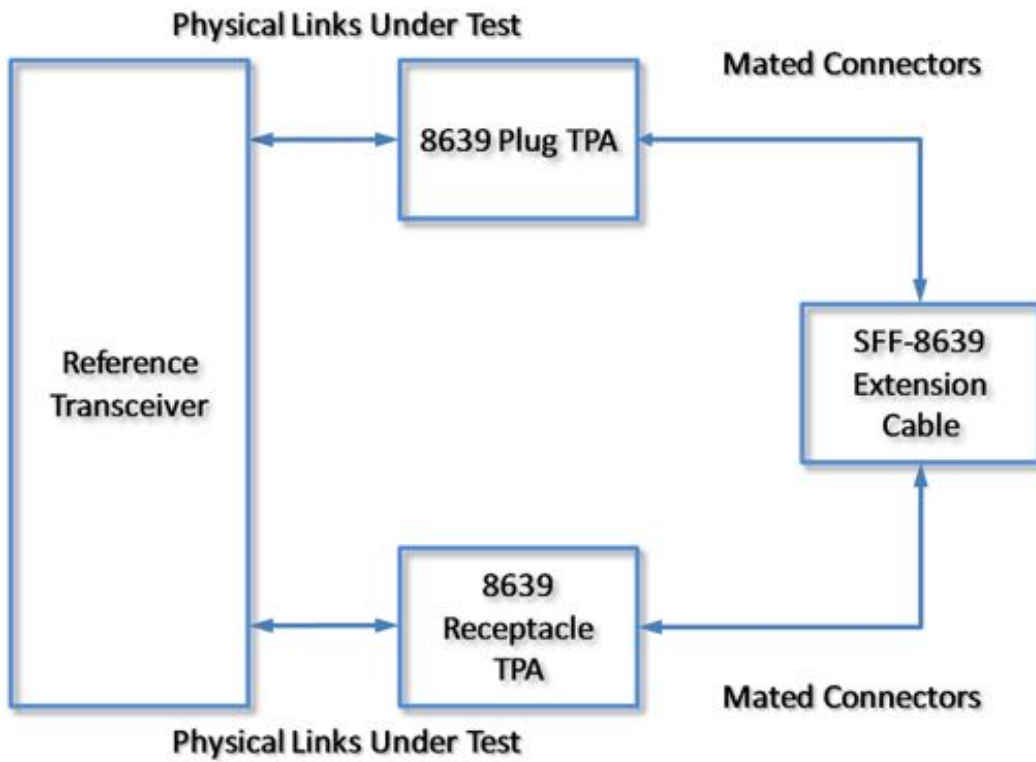 Physical Links Under Test
Mated Connectors
8639 Plug TPA
Reference
Transceiver
SFF-8639
Extension
Cable
8639
Receptacle
TPA
Mated Connectors
Physical Links Under Test